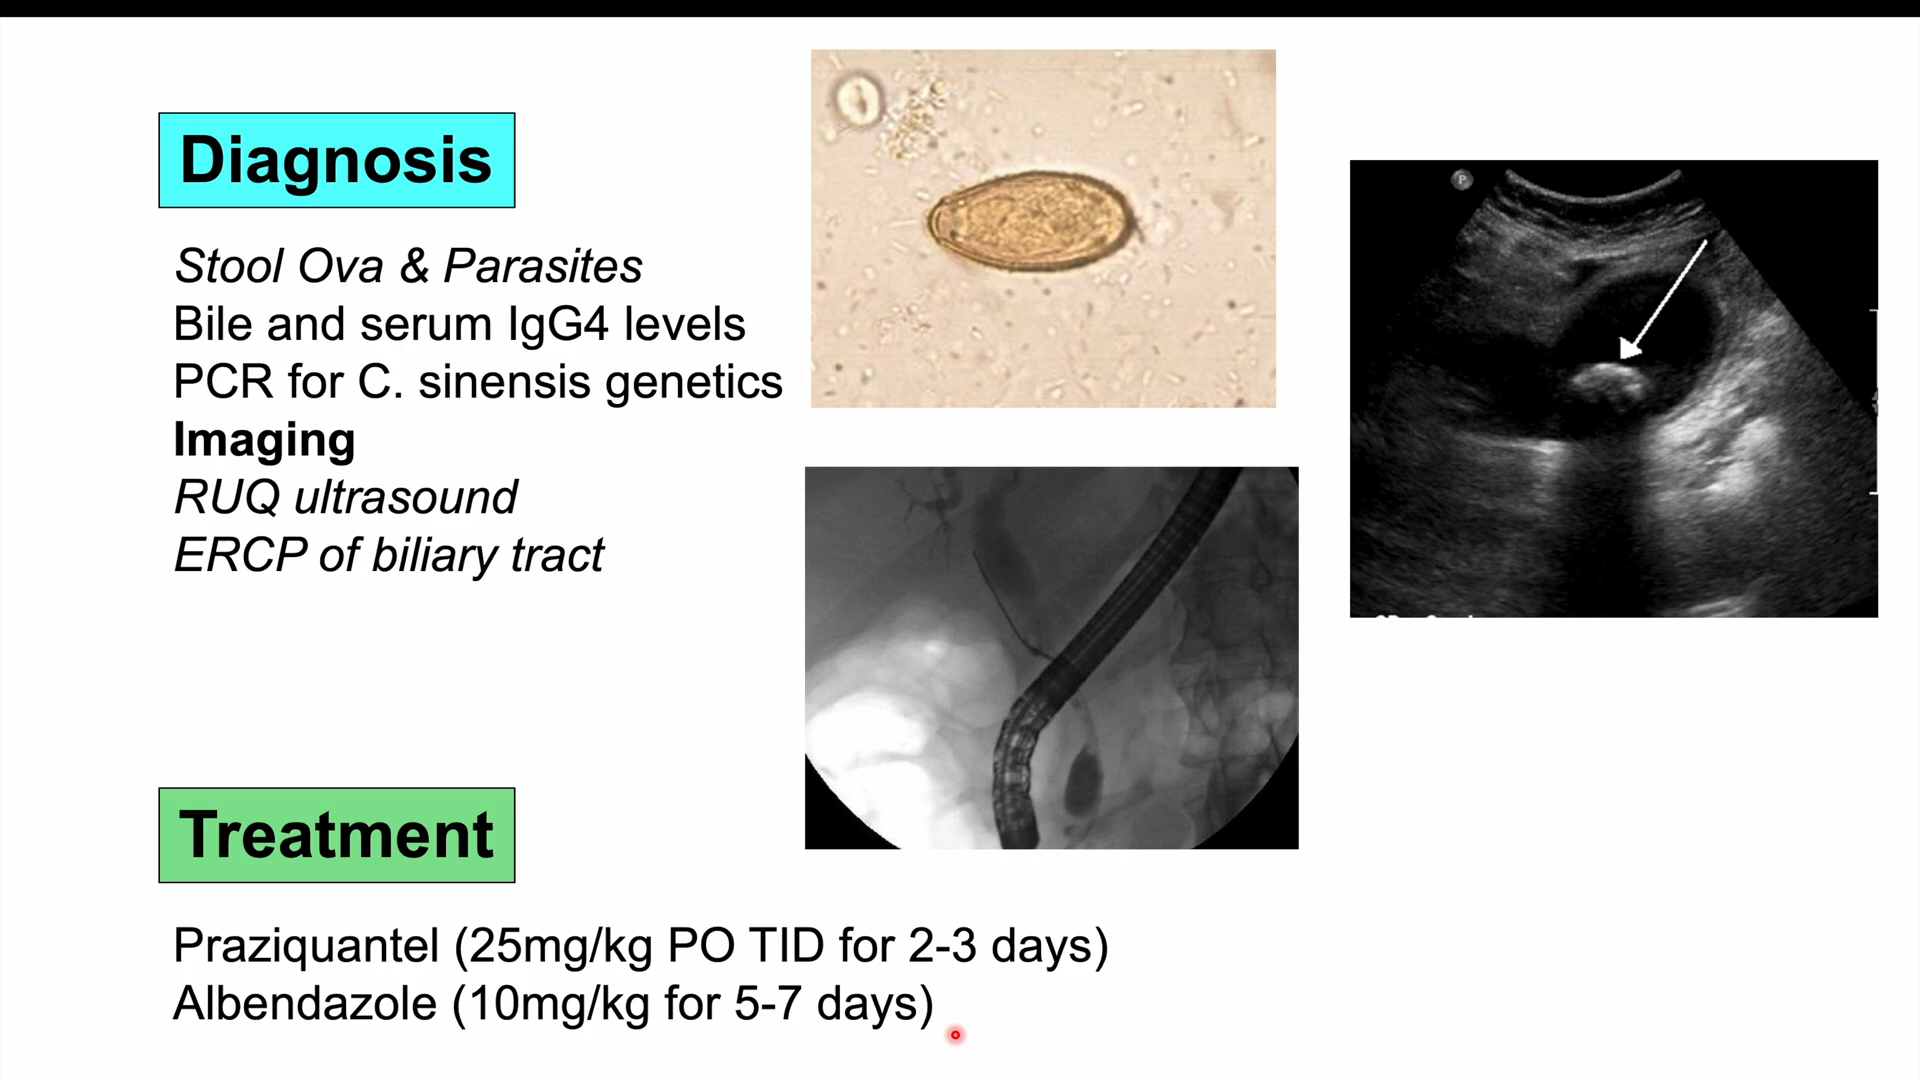 Diagnosis
Stool Ova & Parasites
Bile and serum IgG4 levels
PCR for C. sinensis genetics
Imaging
RUQ ultrasound
ERCP of biliary tract
P
Treatment
Praziquantel (25mg/kg PO TID for 2-3 days)
Albendazole (10mg/kg for 5-7 days)